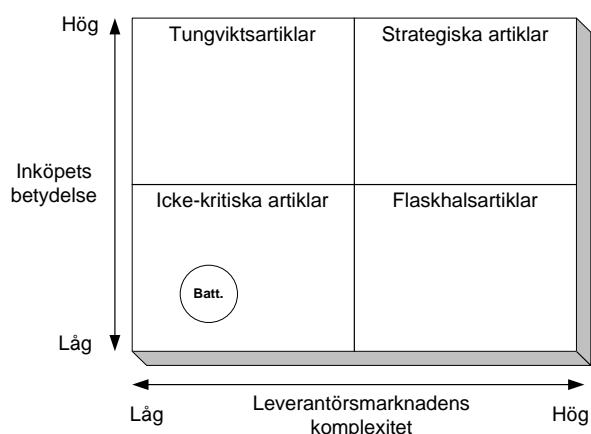 Hög
Tungviktsartiklar
Strategiska artiklar
Inköpets
betydelse
Icke-kritiska artiklar
Flaskhalsartiklar
Batt.
Låg
Låg
Leverantörsmarknadens
komplexitet
Hög